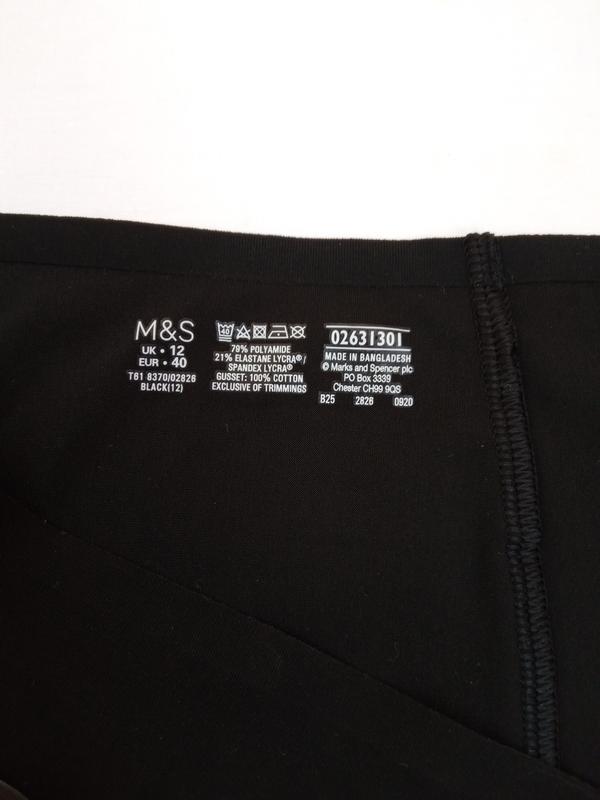 M&S
UK • 12
EUR • 40
T61 8370/02826
BLACK(12)
40
79% POLYAMIDE
21% ELASTANE LYCRA®/
SPANDEX LYCRA®
GUSSET: 100% COTTON
EXCLUSIVE OF TRIMMINGS
02631301
MADE IN BANGLADESH
© Marks and Spencer plc
PO Box 3339
Chester CH99 9QS
B25 2826 0920